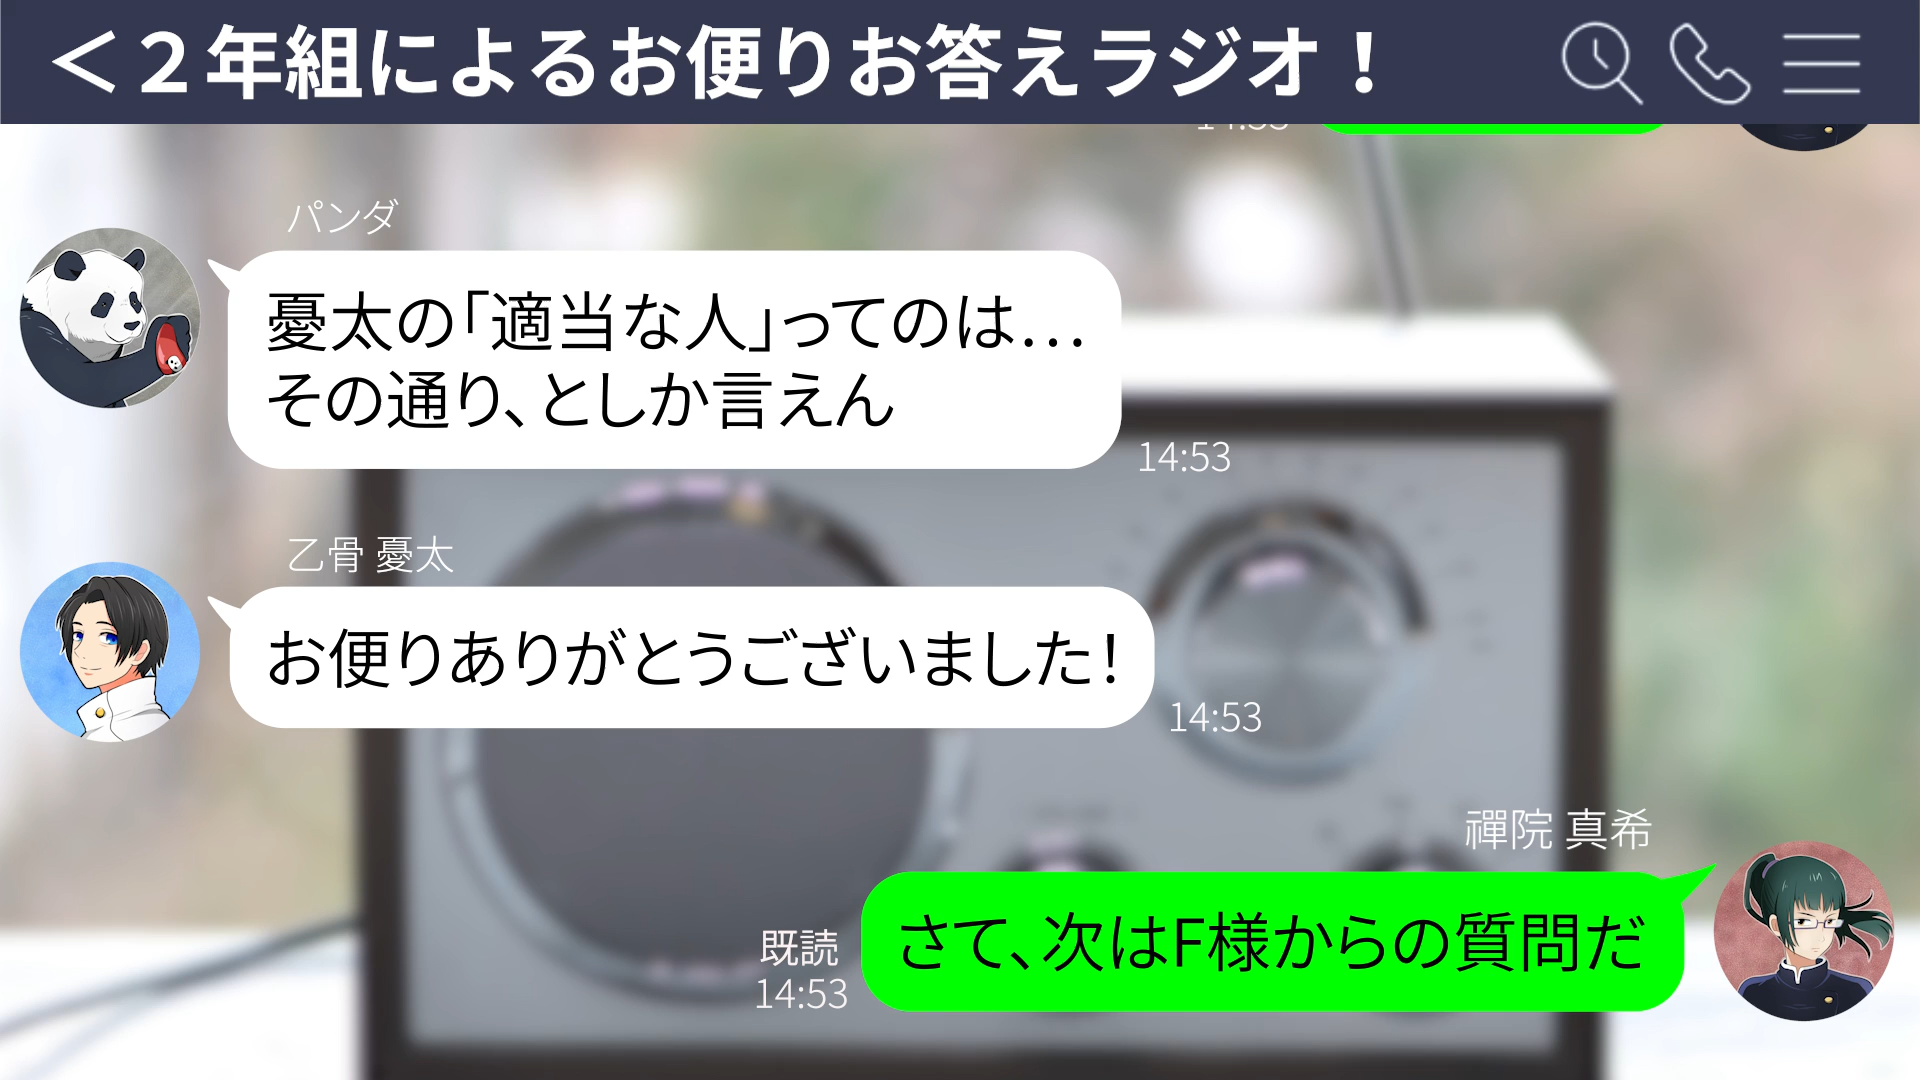 ＜２年組によるお便りお答えラジオ！
パンダ
憂太の「適当な人」ってのは…
その通り、としか言えん
14:53
乙骨 憂太
お便りありがとうございました！
14:53
禪院 真希
さて、次はF様からの質問だ
既読
14:53